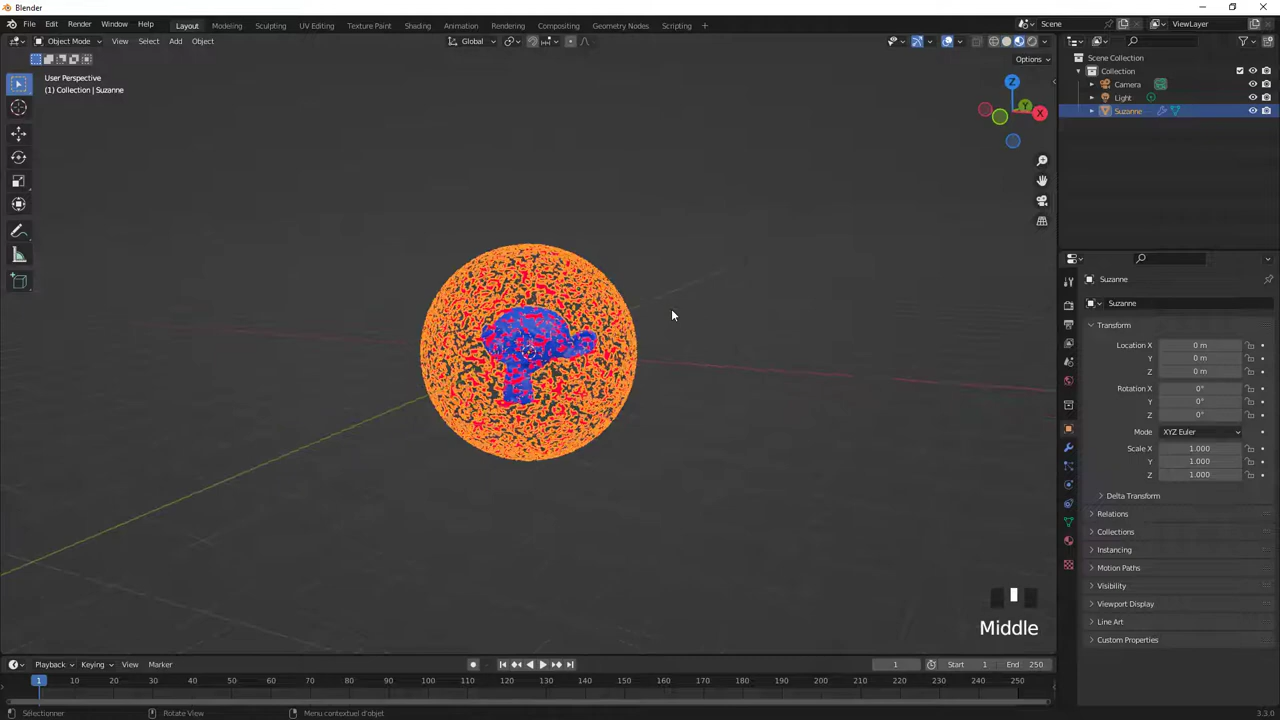 Blender
File Edit Render Window Help
Layout Modeling Sculpting UV Editing Texture Paint Shading Animation Rendering Compositing Geometry Nodes Scripting +
Scene
ViewLayer
Object Mode
View Select Add Object
Global
Options
User Perspective
(1) Collection | Suzanne
Z
Y
X
Scene Collection
Collection
Camera
Light
Suzanne
Suzanne
Suzanne
Transform
Location X 0 m
Y 0 m
Z 0 m
Rotation X 0°
Y 0°
Z 0°
Mode XYZ Euler
Scale X 1.000
Y 1.000
Z 1.000
Delta Transform
Relations
Collections
Instancing
Motion Paths
Visibility
Viewport Display
Line Art
Custom Properties
Middle
Playback Keying View Marker
1 Start 1 End 250
1 10 20 30 40 50 60 70 80 90 100 110 120 130 140 150 160 170 180 190 200 210 220 230 240 250
Sélectionner Rotate View Menu contextuel d'objet 3.3.0